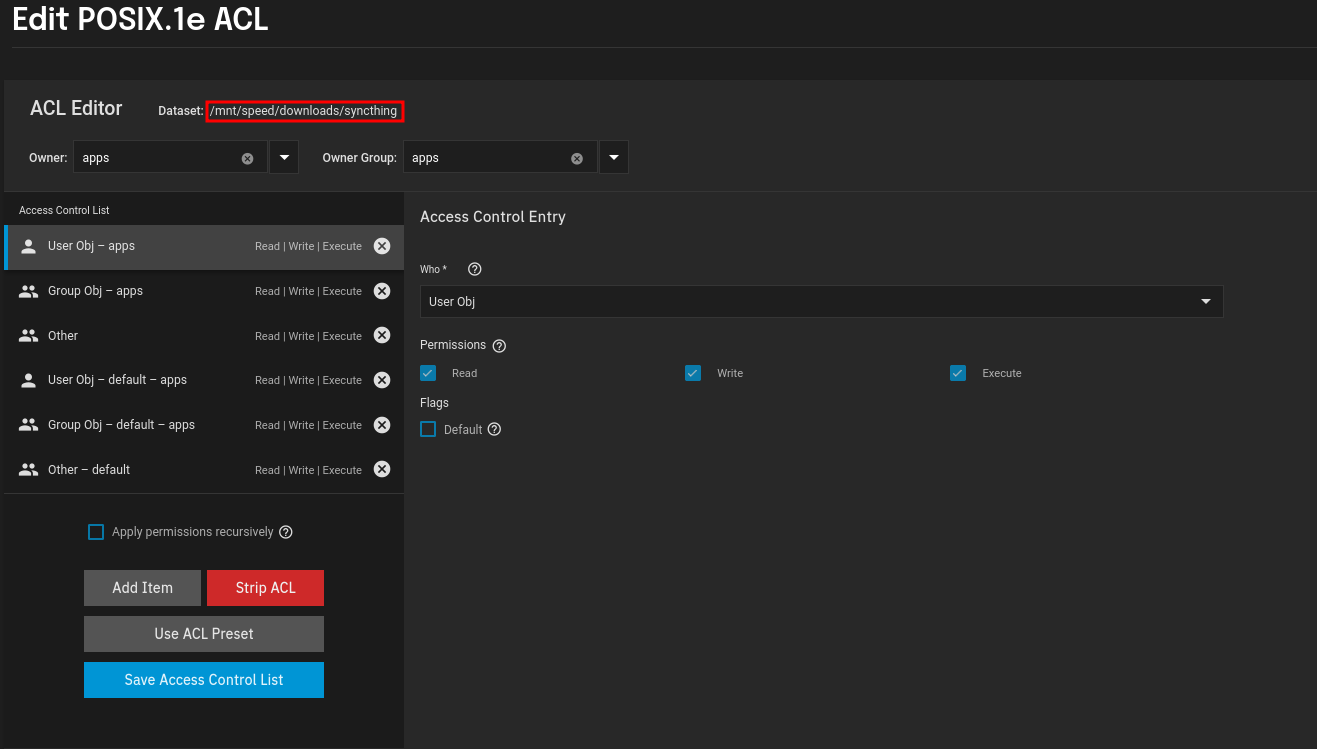 Edit POSIX.1e ACL
ACL Editor
Dataset: /mnt/speed/downloads/syncthing
Owner: apps
Owner Group: apps
Access Control List
User Obj – apps Read | Write | Execute
Group Obj – apps Read | Write | Execute
Other Read | Write | Execute
User Obj – default – apps Read | Write | Execute
Group Obj – default – apps Read | Write | Execute
Other – default Read | Write | Execute
Apply permissions recursively
Add Item
Strip ACL
Use ACL Preset
Save Access Control List
Access Control Entry
Who *
User Obj
Permissions
Read
Write
Execute
Flags
Default